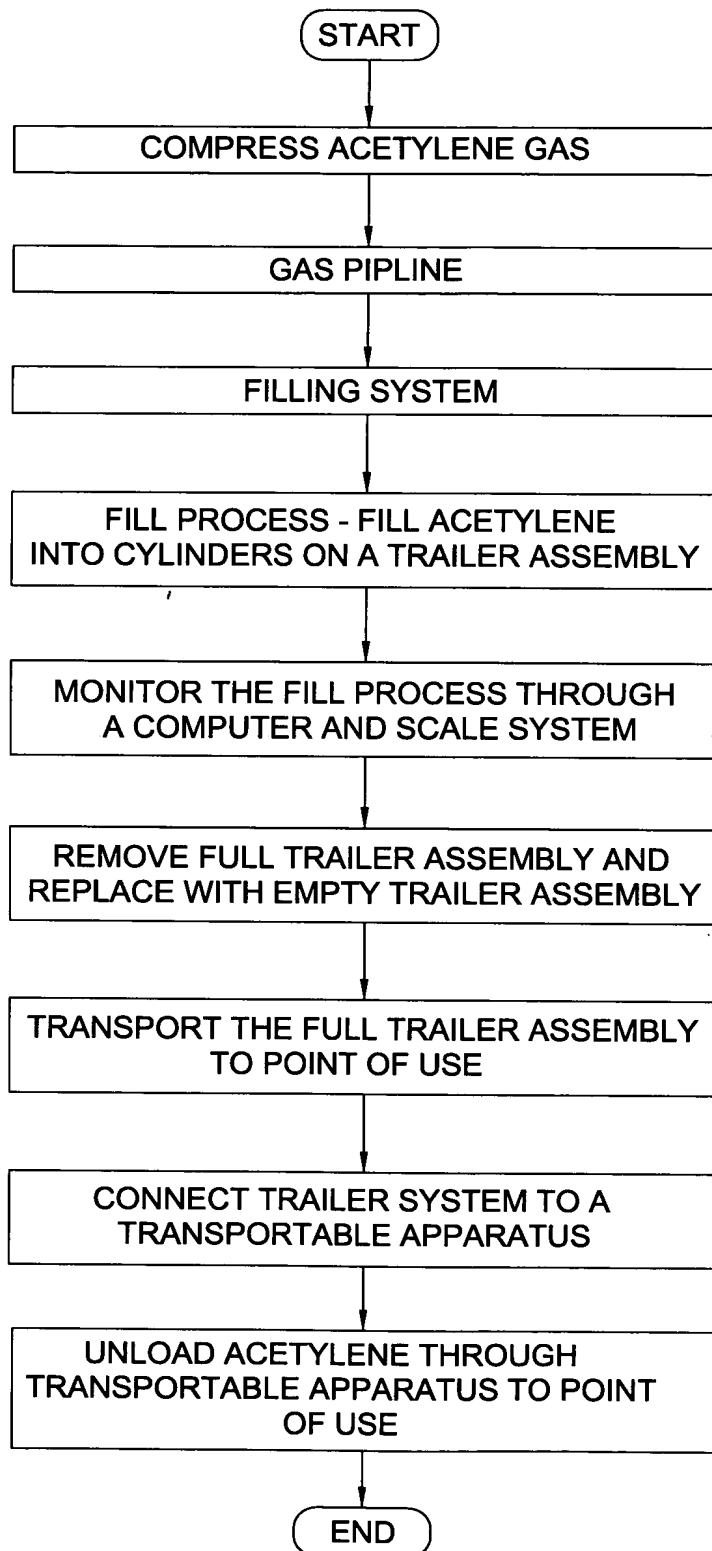 START
COMPRESS ACETYLENE GAS
GAS PIPLINE
FILLING SYSTEM
FILL PROCESS - FILL ACETYLENE
INTO CYLINDERS ON A TRAILER ASSEMBLY
MONITOR THE FILL PROCESS THROUGH
A COMPUTER AND SCALE SYSTEM
REMOVE FULL TRAILER ASSEMBLY AND
REPLACE WITH EMPTY TRAILER ASSEMBLY
TRANSPORT THE FULL TRAILER ASSEMBLY
TO POINT OF USE
CONNECT TRAILER SYSTEM TO A
TRANSPORTABLE APPARATUS
UNLOAD ACETYLENE THROUGH
TRANSPORTABLE APPARATUS TO POINT
OF USE
END